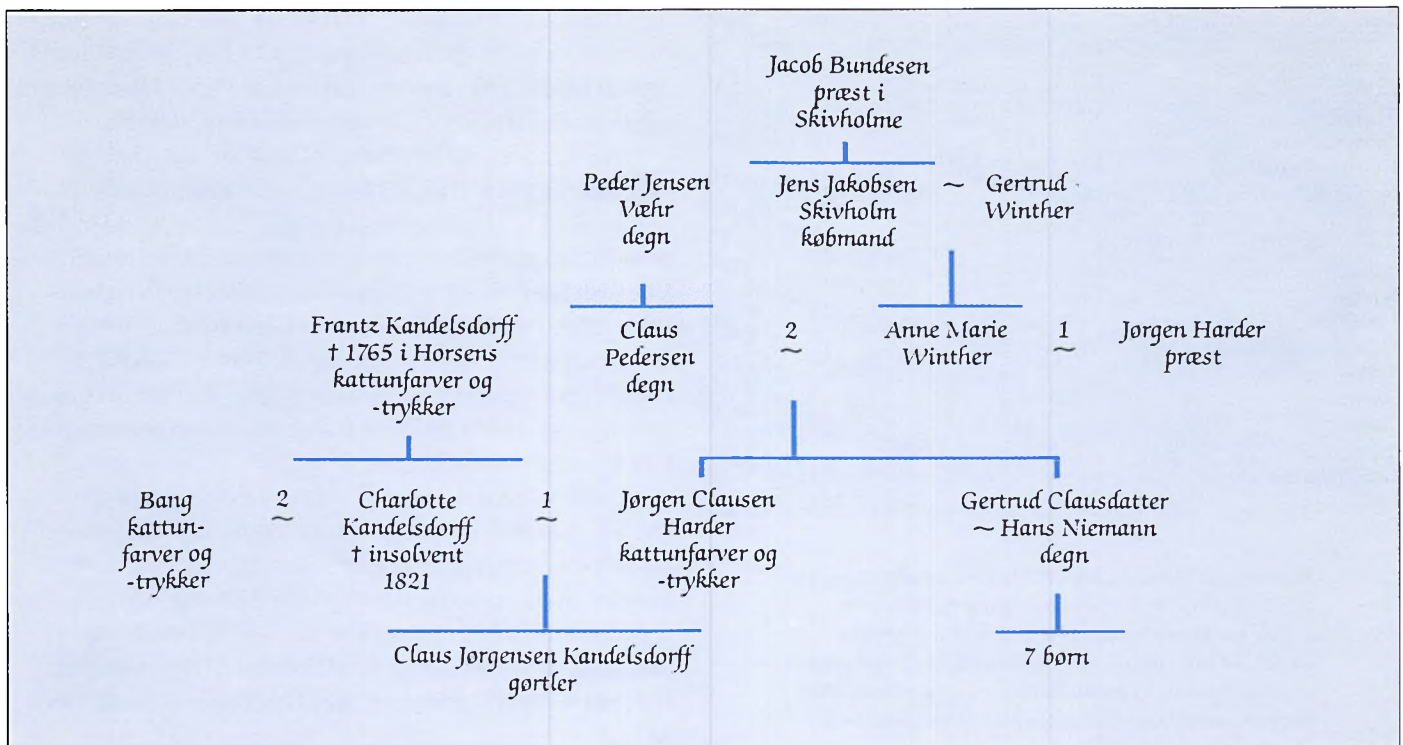 Jacob Bundesen
præst i
Skivholme
Peder Jensen
Væhr
degn
Jens Jakobsen
Skivholm
købmand
~
Gertrud
Winther
Frantz Kandelsdorff
† 1765 i Horsens
kattunfarver og
-trykker
Claus
Pedersen
degn
2
~
Anne Marie
Winther
1
~
Jørgen Harder
præst
Bang
kattun-
farver og
-trykker
2
~
Charlotte
Kandelsdorff
† insolvent
1821
1
~
Jørgen Clausen
Harder
kattunfarver og
-trykker
Gertrud Clausdatter
~ Hans Niemann
degn
Claus Jørgensen Kandelsdorff
gørtler
7 børn